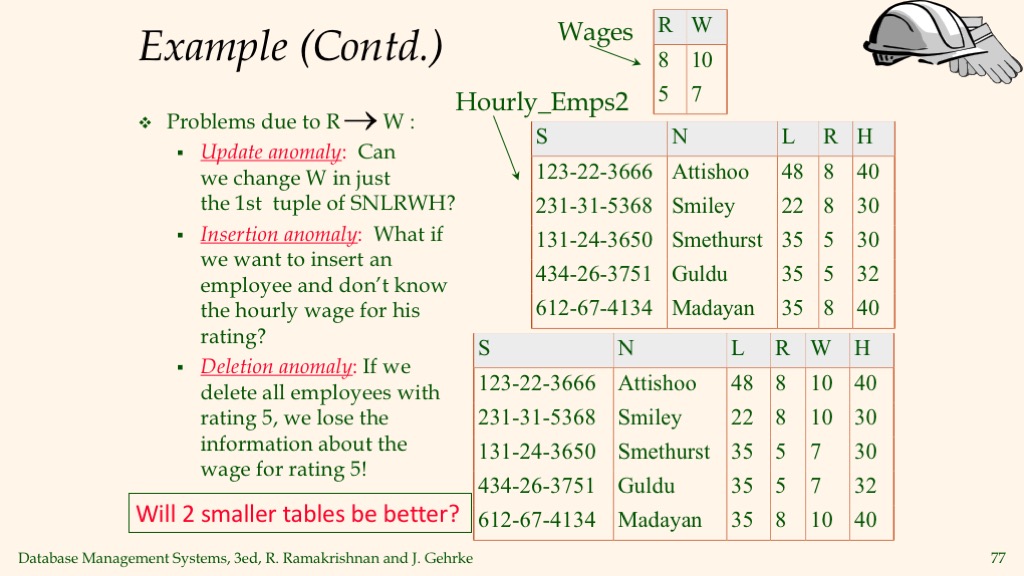 Example (Contd.)
Wages
R W
8 10
5 7
Hourly_Emps2
❖ Problems due to R → W :
▪ Update anomaly: Can
we change W in just
the 1st tuple of SNLRWH?
▪ Insertion anomaly: What if
we want to insert an
employee and don't know
the hourly wage for his
rating?
▪ Deletion anomaly: If we
delete all employees with
rating 5, we lose the
information about the
wage for rating 5!
Will 2 smaller tables be better?
S N L R H
123-22-3666 Attishoo 48 8 40
231-31-5368 Smiley 22 8 30
131-24-3650 Smethurst 35 5 30
434-26-3751 Guldu 35 5 32
612-67-4134 Madayan 35 8 40
S N L R W H
123-22-3666 Attishoo 48 8 10 40
231-31-5368 Smiley 22 8 10 30
131-24-3650 Smethurst 35 5 7 30
434-26-3751 Guldu 35 5 7 32
612-67-4134 Madayan 35 8 10 40
Database Management Systems, 3ed, R. Ramakrishnan and J. Gehrke
77